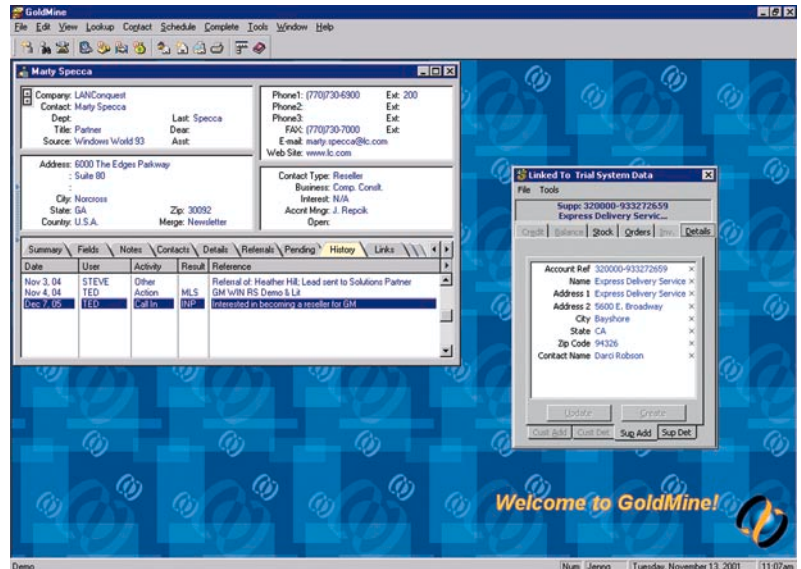 GoldMine
File Edit View Lookup Contact Schedule Complete Tools Window Help
Marty Specca
Company: LANConquest
Contact: Marty Specca
Dept: Last: Specca
Title: Partner Dear:
Source: Windows World 93 Asst:
Phone1: (770)730-6900 Ext: 200
Phone2: Ext:
Phone3: Ext:
FAX: (770)730-7000 Ext:
E-mail: marty.specca@lc.com
Web Site: www.lc.com
Address: 6000 The Edges Parkway
: Suite 80
:
City: Norcross
State: GA Zip: 30092
Country: U.S.A. Merge: Newsletter
Contact Type: Reseller
Business: Comp. Conslt.
Interest: N/A
Accnt Mngr: J. Repcik
Open:
Summary Fields Notes Contacts Details Referrals Pending History Links
Date User Activity Result Reference
Nov 3, 04 STEVE Other Referral of: Heather Hill; Lead sent to Solutions Partner
Nov 4, 04 TED Action MLS GM WIN RS Demo & Lit
Dec 7, 05 TED Call In INP Interested in becoming a reseller for GM
Linked To Trial System Data
File Tools
Supp: 320000-933272659
Express Delivery Servic...
Credit Balance Stock Orders Inv. Details
Account Ref 320000-933272659
Name Express Delivery Service
Address 1 Express Delivery Service
Address 2 5600 E. Broadway
City Bayshore
State CA
Zip Code 94326
Contact Name Darci Robson
Update Create
Cust Add Cust Det Sup Add Sup Det
Welcome to GoldMine!
Demo Num Jenng Tuesday, November 13, 2001 11:07am